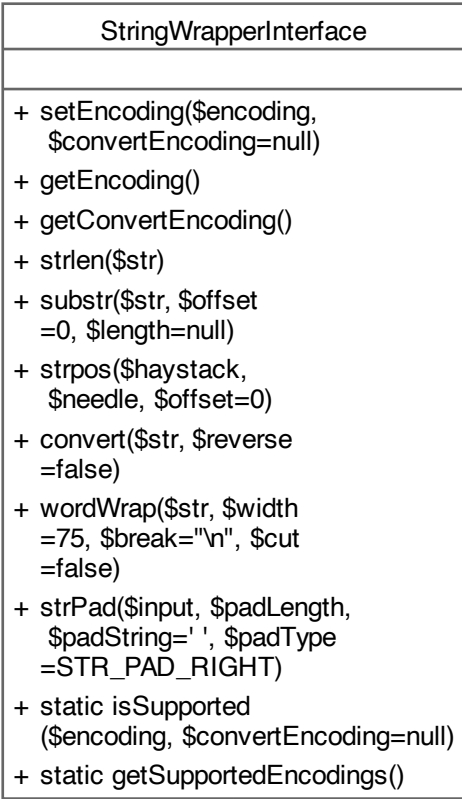 StringWrapperInterface
+ setEncoding($encoding,
$convertEncoding=null)
+ getEncoding()
+ getConvertEncoding()
+ strlen($str)
+ substr($str, $offset
=0, $length=null)
+ strpos($haystack,
$needle, $offset=0)
+ convert($str, $reverse
=false)
+ wordWrap($str, $width
=75, $break="\n", $cut
=false)
+ strPad($input, $padLength,
$padString=' ', $padType
=STR_PAD_RIGHT)
+ static isSupported
($encoding, $convertEncoding=null)
+ static getSupportedEncodings()